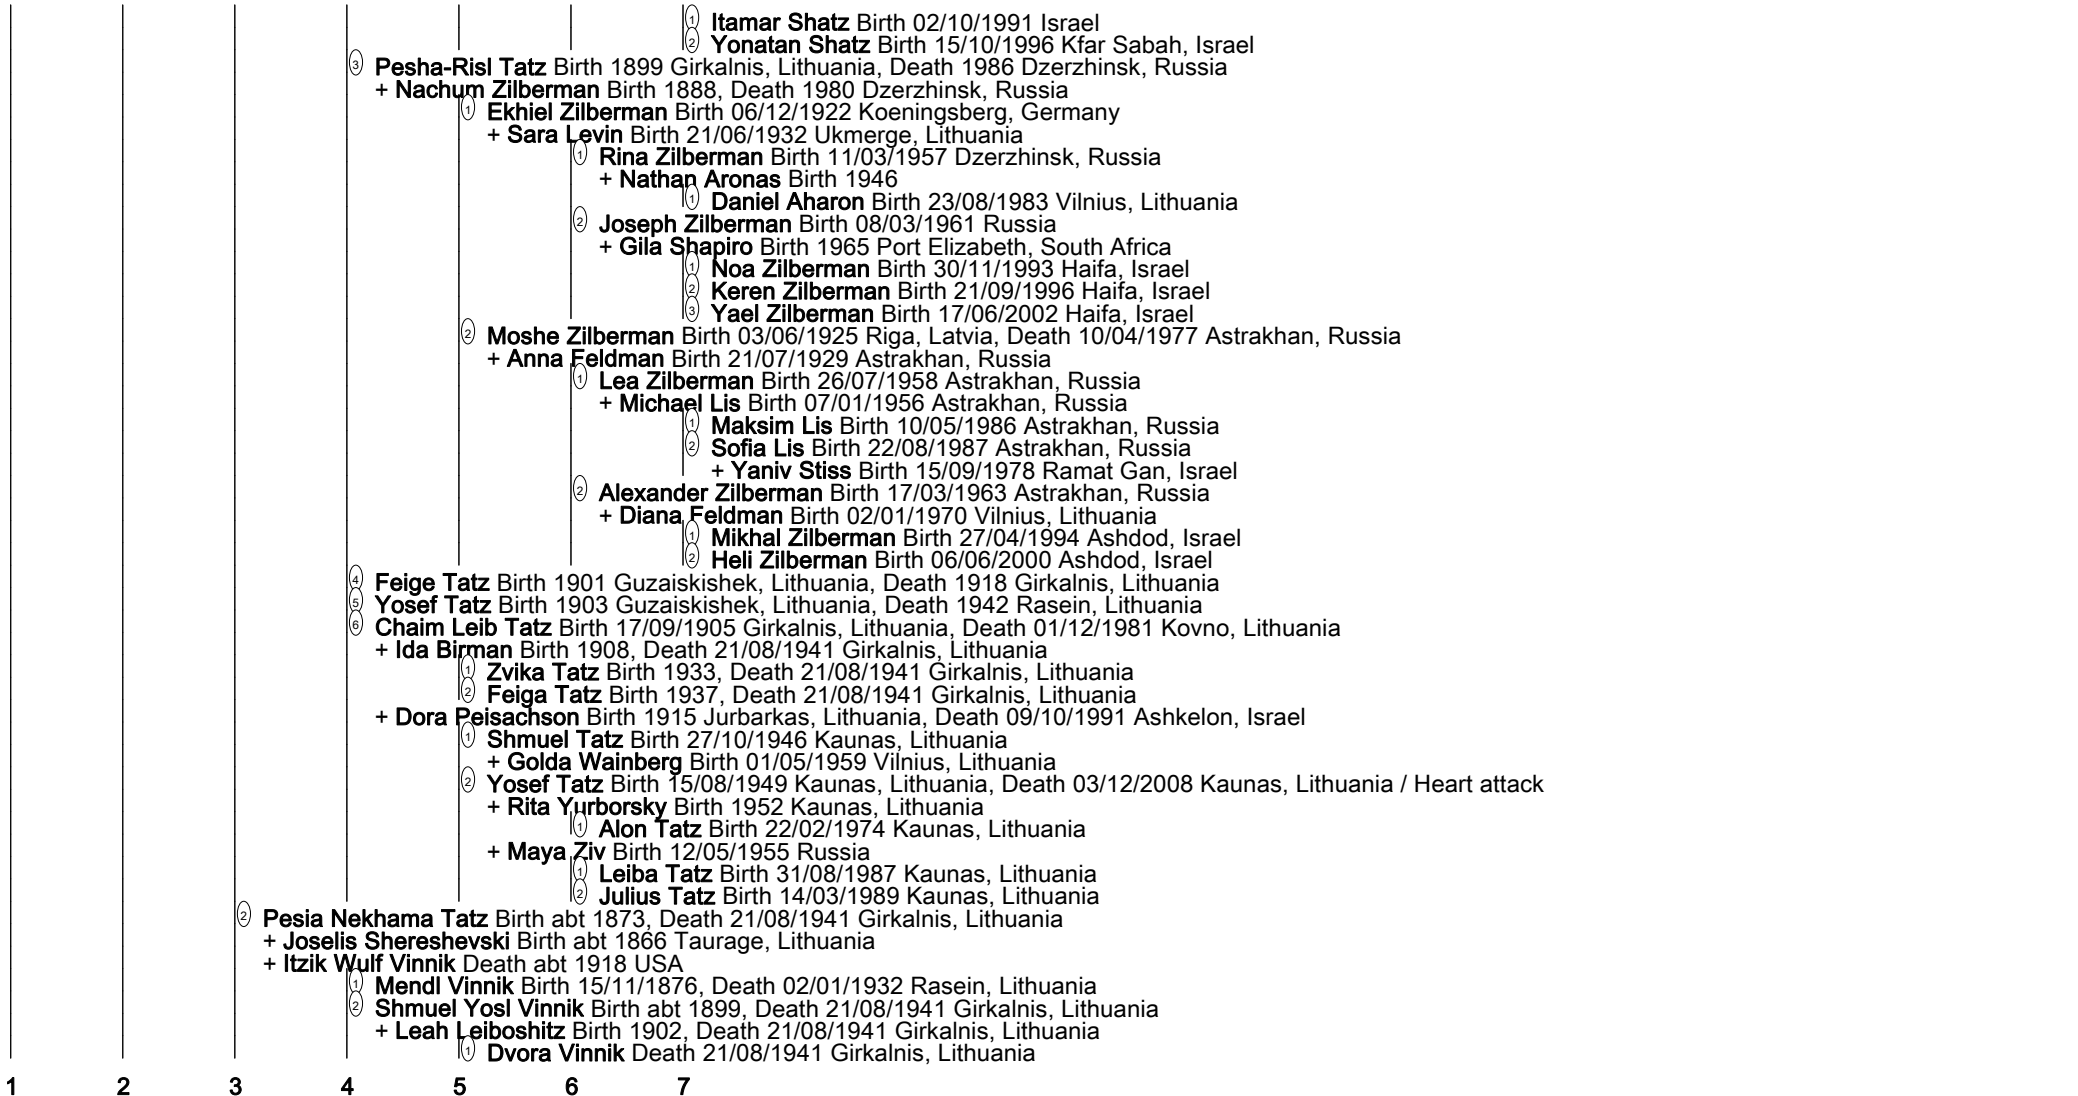 1 Itamar Shatz Birth 02/10/1991 Israel
2 Yonatan Shatz Birth 15/10/1996 Kfar Sabah, Israel
3 Pesha-Risl Tatz Birth 1899 Girkalnis, Lithuania, Death 1986 Dzerzhinsk, Russia
+ Nachum Zilberman Birth 1888, Death 1980 Dzerzhinsk, Russia
1 Ekhiel Zilberman Birth 06/12/1922 Koeningsberg, Germany
+ Sara Levin Birth 21/06/1932 Ukmerge, Lithuania
1 Rina Zilberman Birth 11/03/1957 Dzerzhinsk, Russia
+ Nathan Aronas Birth 1946
1 Daniel Aharon Birth 23/08/1983 Vilnius, Lithuania
2 Joseph Zilberman Birth 08/03/1961 Russia
+ Gila Shapiro Birth 1965 Port Elizabeth, South Africa
1 Noa Zilberman Birth 30/11/1993 Haifa, Israel
2 Keren Zilberman Birth 21/09/1996 Haifa, Israel
3 Yael Zilberman Birth 17/06/2002 Haifa, Israel
2 Moshe Zilberman Birth 03/06/1925 Riga, Latvia, Death 10/04/1977 Astrakhan, Russia
+ Anna Feldman Birth 21/07/1929 Astrakhan, Russia
1 Lea Zilberman Birth 26/07/1958 Astrakhan, Russia
+ Michael Lis Birth 07/01/1956 Astrakhan, Russia
1 Maksim Lis Birth 10/05/1986 Astrakhan, Russia
2 Sofia Lis Birth 22/08/1987 Astrakhan, Russia
+ Yaniv Stiss Birth 15/09/1978 Ramat Gan, Israel
2 Alexander Zilberman Birth 17/03/1963 Astrakhan, Russia
+ Diana Feldman Birth 02/01/1970 Vilnius, Lithuania
1 Mikhal Zilberman Birth 27/04/1994 Ashdod, Israel
2 Heli Zilberman Birth 06/06/2000 Ashdod, Israel
4 Feige Tatz Birth 1901 Guzaiskishek, Lithuania, Death 1918 Girkalnis, Lithuania
5 Yosef Tatz Birth 1903 Guzaiskishek, Lithuania, Death 1942 Rasein, Lithuania
6 Chaim Leib Tatz Birth 17/09/1905 Girkalnis, Lithuania, Death 01/12/1981 Kovno, Lithuania
+ Ida Birman Birth 1908, Death 21/08/1941 Girkalnis, Lithuania
1 Zvika Tatz Birth 1933, Death 21/08/1941 Girkalnis, Lithuania
2 Feiga Tatz Birth 1937, Death 21/08/1941 Girkalnis, Lithuania
+ Dora Peisachson Birth 1915 Jurbarkas, Lithuania, Death 09/10/1991 Ashkelon, Israel
1 Shmuel Tatz Birth 27/10/1946 Kaunas, Lithuania
+ Golda Wainberg Birth 01/05/1959 Vilnius, Lithuania
2 Yosef Tatz Birth 15/08/1949 Kaunas, Lithuania, Death 03/12/2008 Kaunas, Lithuania / Heart attack
+ Rita Yurborsky Birth 1952 Kaunas, Lithuania
1 Alon Tatz Birth 22/02/1974 Kaunas, Lithuania
+ Maya Ziv Birth 12/05/1955 Russia
1 Leiba Tatz Birth 31/08/1987 Kaunas, Lithuania
2 Julius Tatz Birth 14/03/1989 Kaunas, Lithuania
2 Pesia Nekhama Tatz Birth abt 1873, Death 21/08/1941 Girkalnis, Lithuania
+ Joselis Shereshevski Birth abt 1866 Taurage, Lithuania
+ Itzik Wulf Vinnik Death abt 1918 USA
1 Mendl Vinnik Birth 15/11/1876, Death 02/01/1932 Rasein, Lithuania
2 Shmuel Yosl Vinnik Birth abt 1899, Death 21/08/1941 Girkalnis, Lithuania
+ Leah Leiboshitz Birth 1902, Death 21/08/1941 Girkalnis, Lithuania
1 Dvora Vinnik Death 21/08/1941 Girkalnis, Lithuania
1 2 3 4 5 6 7